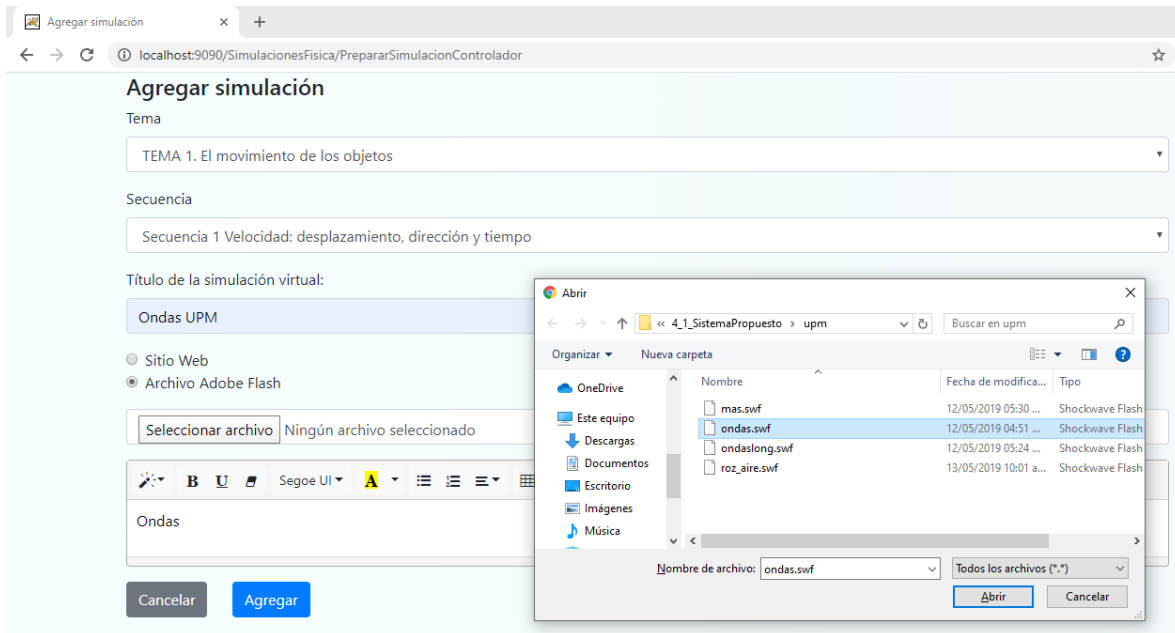 Agregar simulación
localhost:9090/SimulacionesFisica/PrepararSimulacionControlador
Agregar simulación
Tema
TEMA 1. El movimiento de los objetos
Secuencia
Secuencia 1 Velocidad: desplazamiento, dirección y tiempo
Título de la simulación virtual:
Ondas UPM
Sitio Web
Archivo Adobe Flash
Seleccionar archivo Ningún archivo seleccionado
B U Segoe UI A
Ondas
Cancelar Agregar
Abrir
« 4_1_SistemaPropuesto › upm Buscar en upm
Organizar Nueva carpeta ?
OneDrive
Este equipo
Descargas
Documentos
Escritorio
Imágenes
Música
Nombre Fecha de modifica... Tipo
mas.swf 12/05/2019 05:30 ... Shockwave Flash
ondas.swf 12/05/2019 04:51 ... Shockwave Flash
ondaslong.swf 12/05/2019 05:24 ... Shockwave Flash
roz_aire.swf 13/05/2019 10:01 a... Shockwave Flash
Nombre de archivo: ondas.swf Todos los archivos (*.*)
Abrir Cancelar